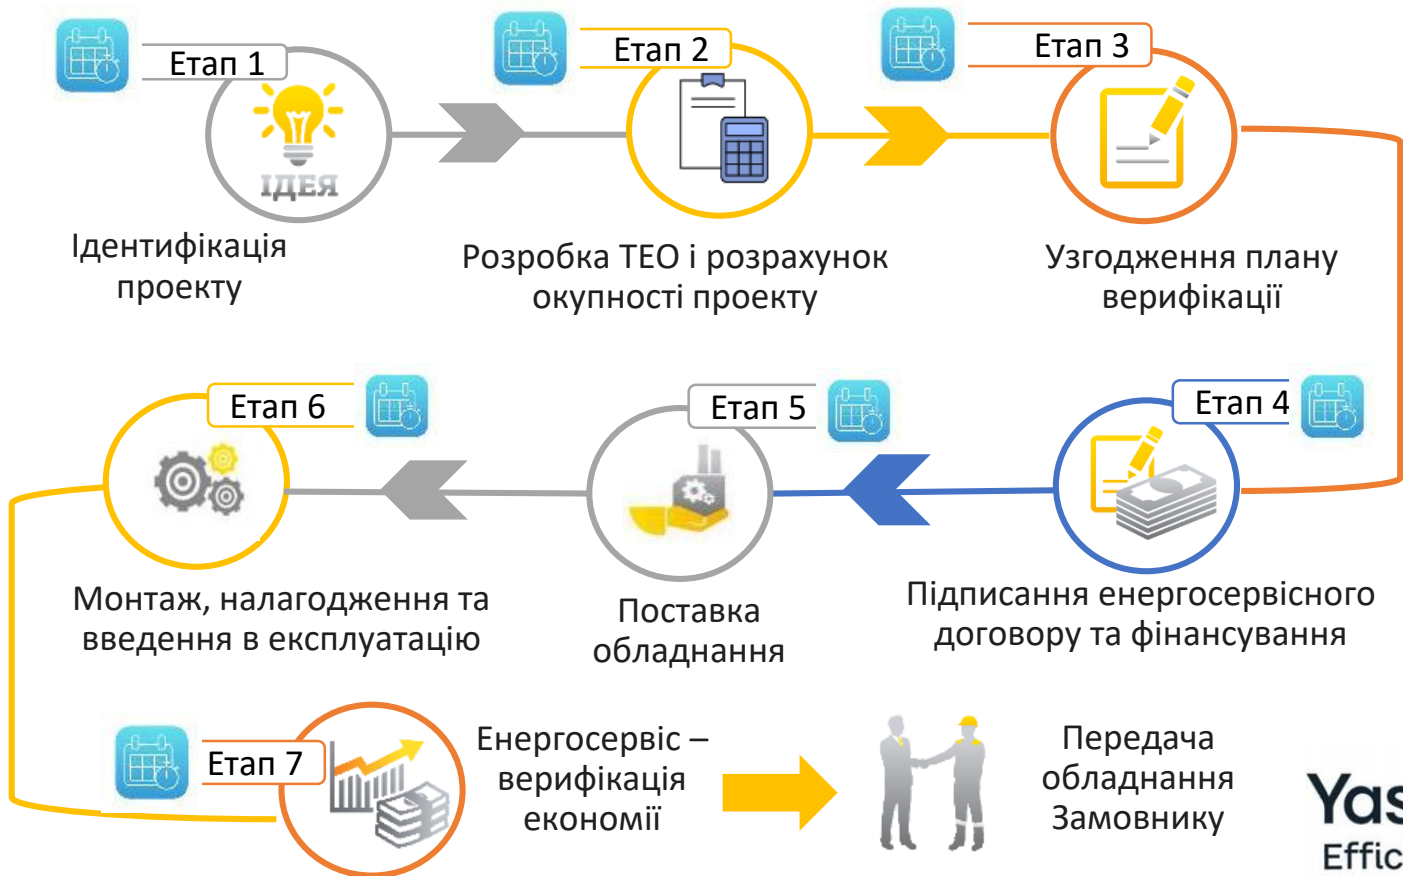 Етап 1
ІДЕЯ
Ідентифікація
проекту
Етап 2
Розробка ТЕО і розрахунок
окупності проекту
Етап 3
Узгодження плану
верифікації
Етап 4
Підписання енергосервісного
договору та фінансування
Етап 5
Поставка
обладнання
Етап 6
Монтаж, налагодження та
введення в експлуатацію
Етап 7
Енергосервіс –
верифікація
економії
Передача
обладнання
Замовнику
Yas
Effic